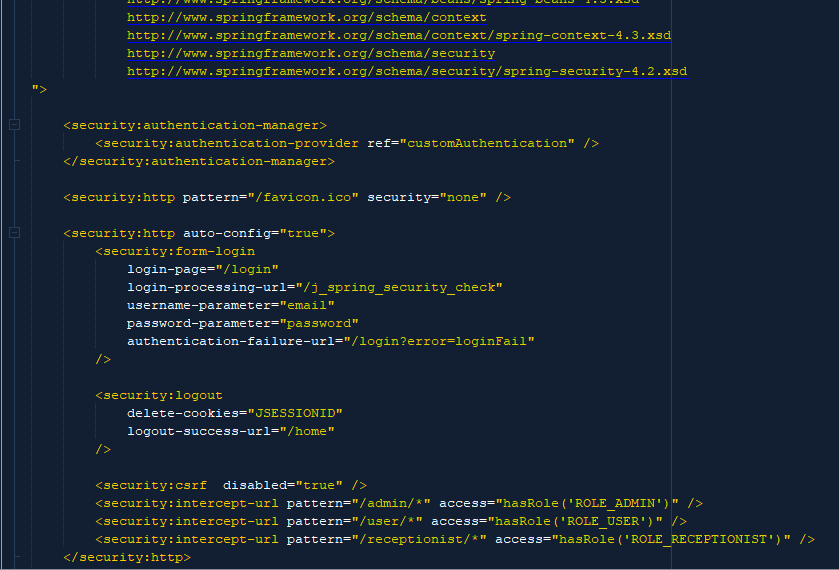 http://www.springframework.org/schema/beans/spring-beans-4.3.xsd
http://www.springframework.org/schema/context
http://www.springframework.org/schema/context/spring-context-4.3.xsd
http://www.springframework.org/schema/security
http://www.springframework.org/schema/security/spring-security-4.2.xsd
">
<security:authentication-manager>
<security:authentication-provider ref="customAuthentication" />
</security:authentication-manager>
<security:http pattern="/favicon.ico" security="none" />
<security:http auto-config="true">
<security:form-login
login-page="/login"
login-processing-url="/j_spring_security_check"
username-parameter="email"
password-parameter="password"
authentication-failure-url="/login?error=loginFail"
/>
<security:logout
delete-cookies="JSESSIONID"
logout-success-url="/home"
/>
<security:csrf  disabled="true" />
<security:intercept-url pattern="/admin/*" access="hasRole('ROLE_ADMIN')" />
<security:intercept-url pattern="/user/*" access="hasRole('ROLE_USER')" />
<security:intercept-url pattern="/receptionist/*" access="hasRole('ROLE_RECEPTIONIST')" />
</security:http>